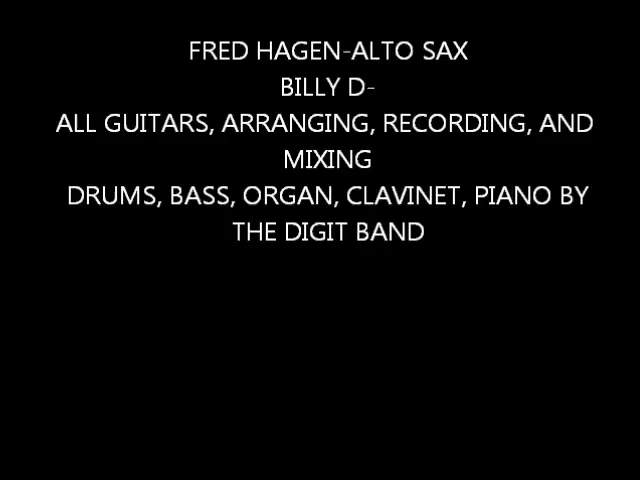 FRED HAGEN-ALTO SAX
BILLY D-
ALL GUITARS, ARRANGING, RECORDING, AND
MIXING
DRUMS, BASS, ORGAN, CLAVINET, PIANO BY
THE DIGIT BAND